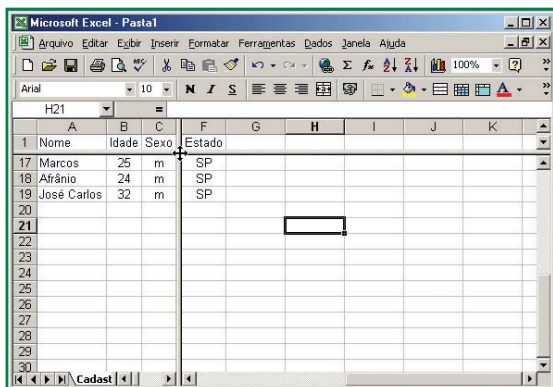 Microsoft Excel - Pasta1
Arquivo Editar Exibir Inserir Formatar Ferramentas Dados Janela Ajuda
Σ fx 100% ?
Arial 10 N I S A
H21 =
A B C F G H I J K
1 Nome Idade Sexo Estado
17 Marcos 25 m SP
18 Afrânio 24 m SP
19 José Carlos 32 m SP
20
21
22
23
24
25
26
27
28
29
30
Cadast